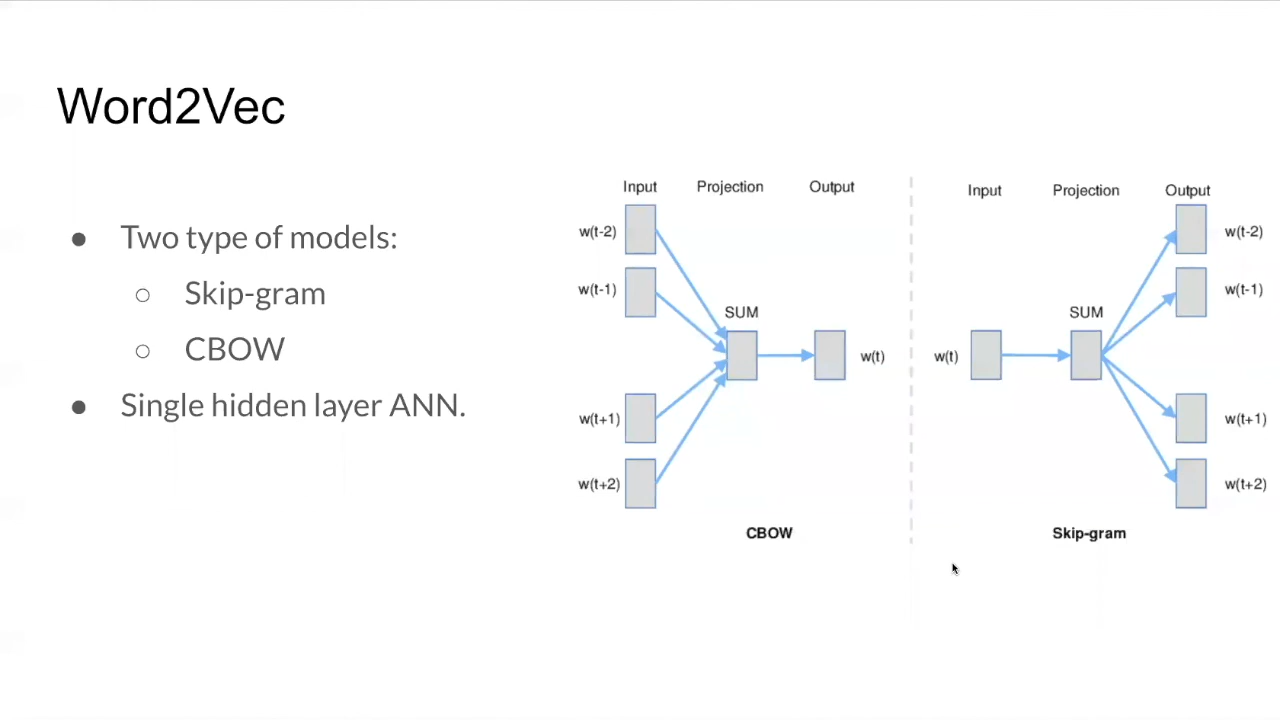 Word2Vec
● Two type of models:
○ Skip-gram
○ CBOW
● Single hidden layer ANN.
Input Projection Output
w(t-2)
w(t-1)
SUM
w(t)
w(t+1)
w(t+2)
CBOW
Input Projection Output
w(t-2)
w(t-1)
SUM
w(t)
w(t+1)
w(t+2)
Skip-gram